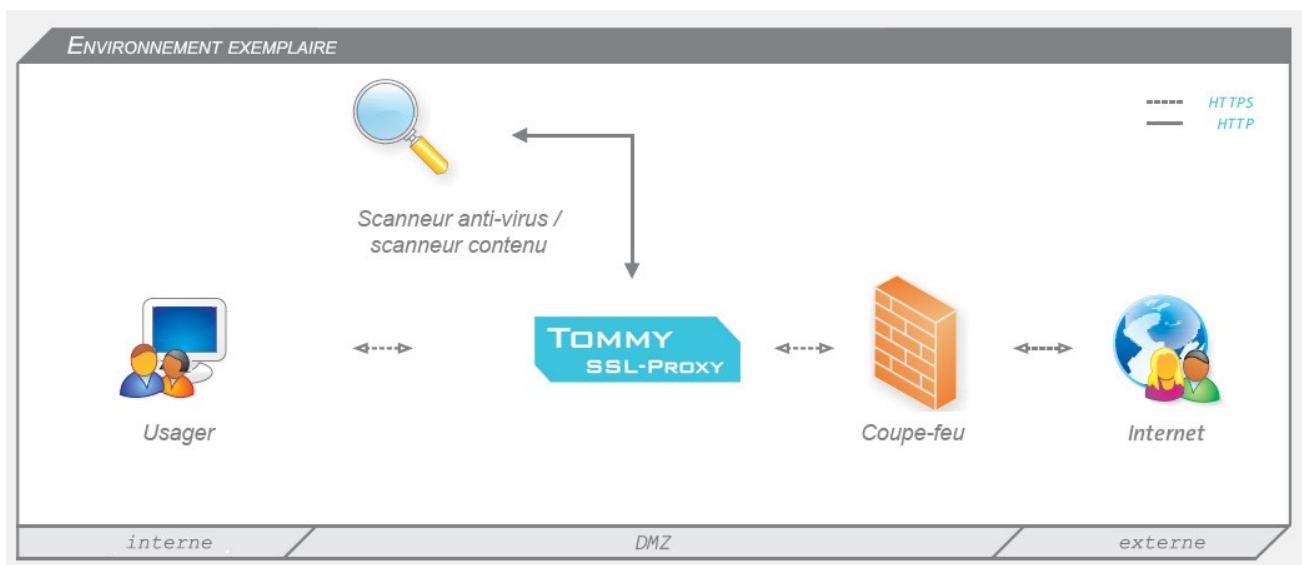 ENVIRONNEMENT EXEMPLAIRE
HTTPS
HTTP
Scanneur anti-virus /
scanneur contenu
TOMMY
SSL-PROXY
Usager
Coupe-feu
Internet
interne
DMZ
externe